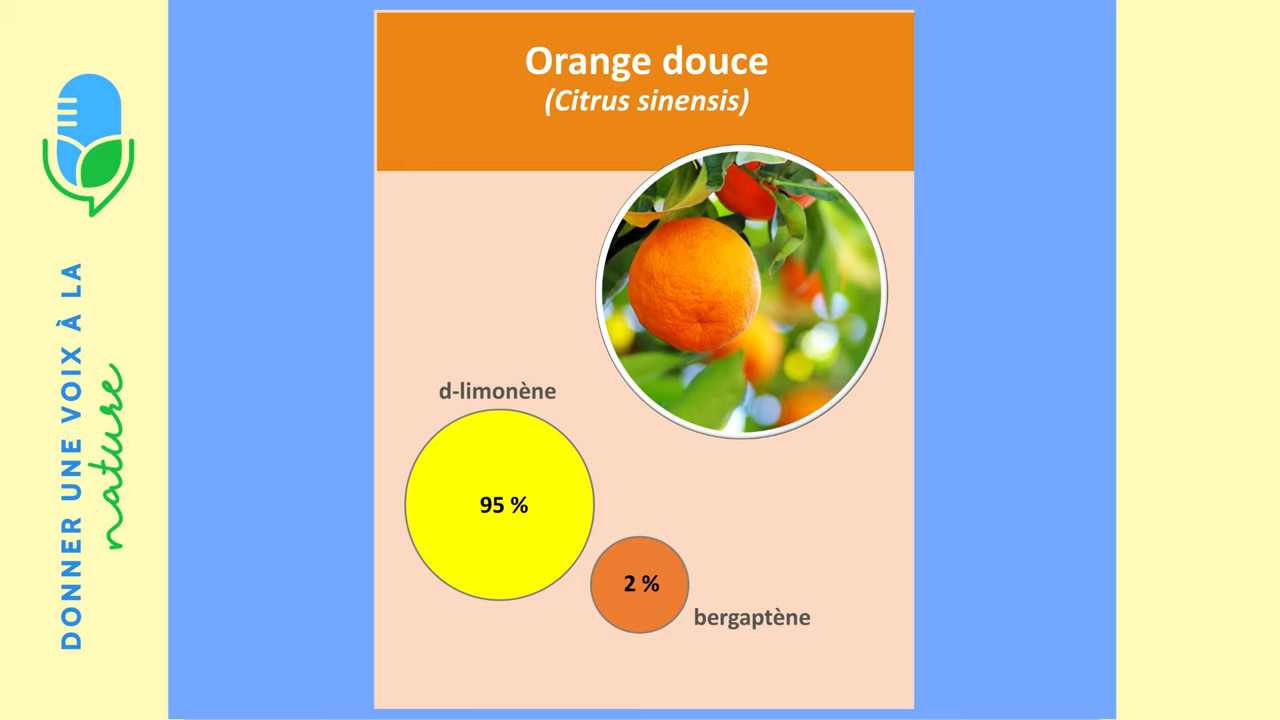 DONNER UNE VOIX À LA
nature
Orange douce
(Citrus sinensis)
d-limonène
95 %
2 %
bergaptène